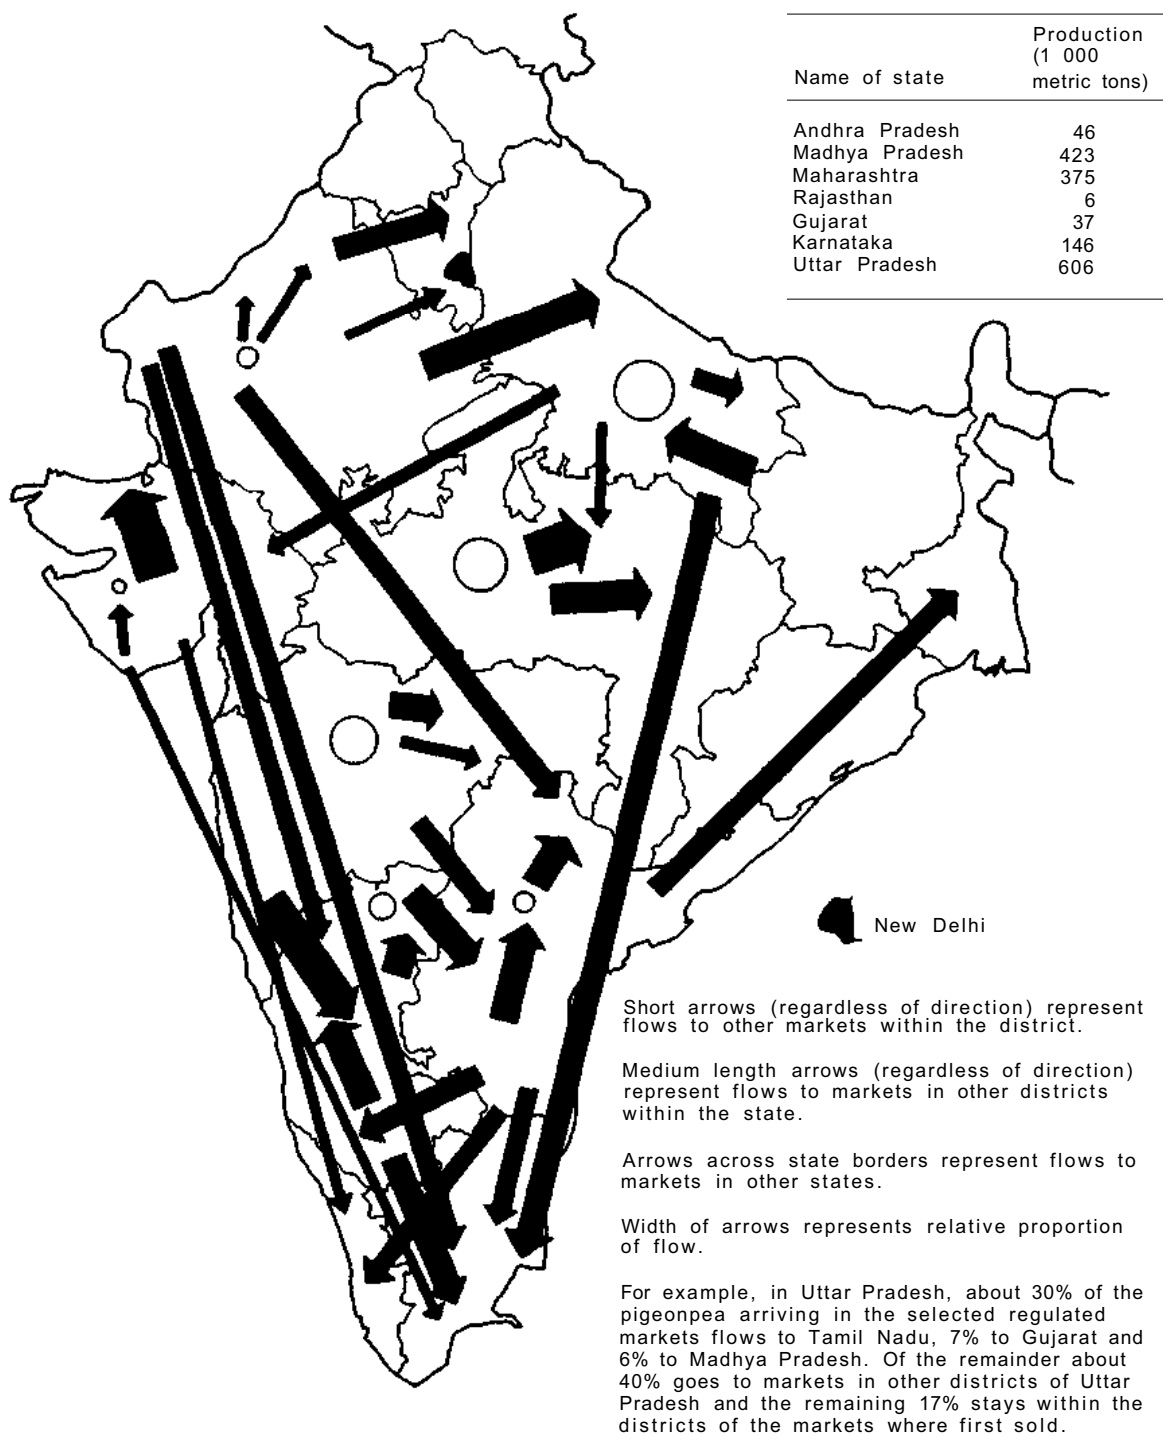 Production
(1 000
Name of state metric tons)
Andhra Pradesh 46
Madhya Pradesh 423
Maharashtra 375
Rajasthan 6
Gujarat 37
Karnataka 146
Uttar Pradesh 606
New Delhi
Short arrows (regardless of direction) represent
flows to other markets within the district.
Medium length arrows (regardless of direction)
represent flows to markets in other districts
within the state.
Arrows across state borders represent flows to
markets in other states.
Width of arrows represents relative proportion
of flow.
For example, in Uttar Pradesh, about 30% of the
pigeonpea arriving in the selected regulated
markets flows to Tamil Nadu, 7% to Gujarat and
6% to Madhya Pradesh. Of the remainder about
40% goes to markets in other districts of Uttar
Pradesh and the remaining 17% stays within the
districts of the markets where first sold.